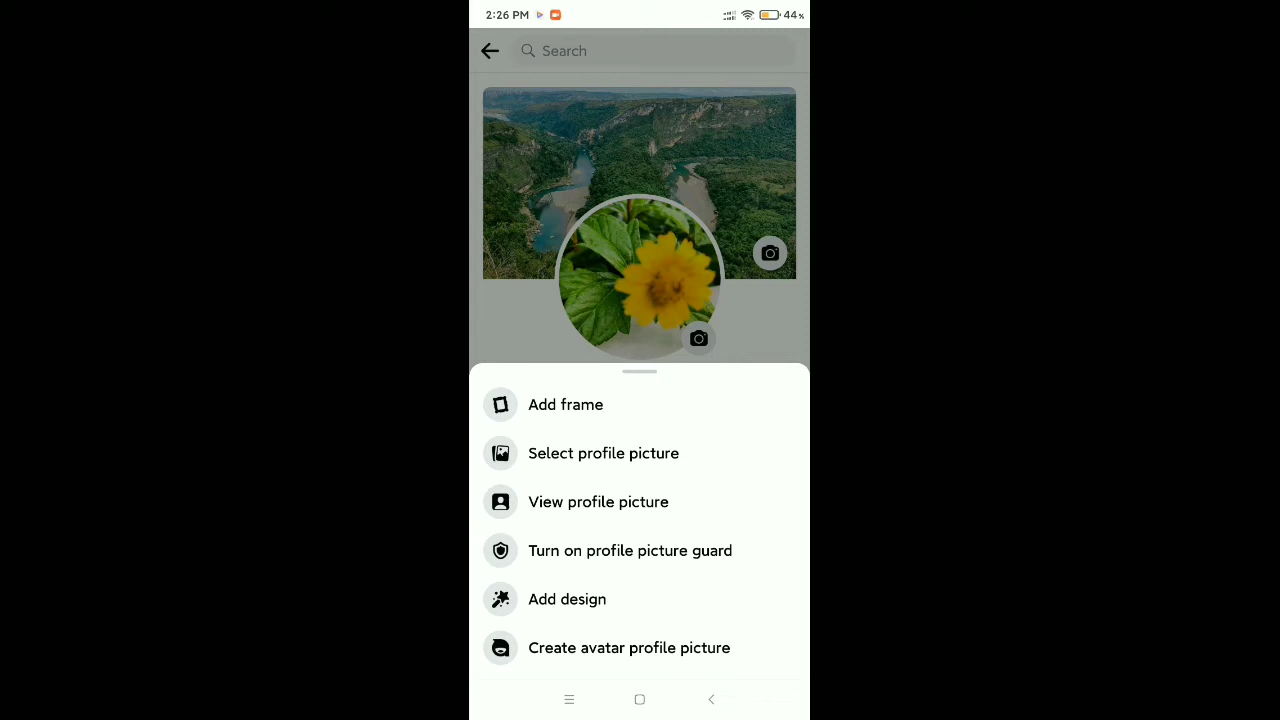 2:26 PM 44%
Search
Add frame
Select profile picture
View profile picture
Turn on profile picture guard
Add design
Create avatar profile picture